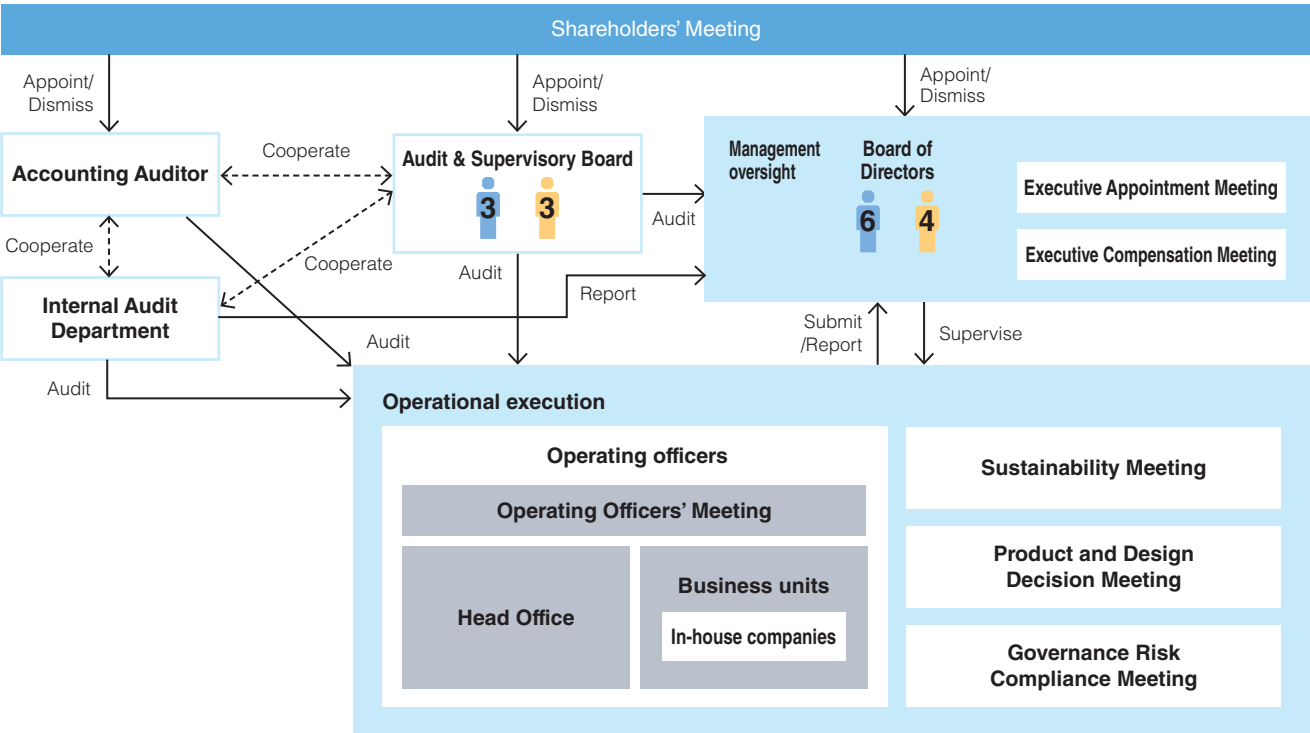 Shareholders' Meeting
Appoint/
Dismiss
Appoint/
Dismiss
Appoint/
Dismiss
Accounting Auditor
Cooperate
Audit & Supervisory Board
3
3
Audit
Management
oversight
Board of
Directors
6
4
Executive Appointment Meeting
Executive Compensation Meeting
Cooperate
Cooperate
Audit
Internal Audit
Department
Report
Audit
Audit
Submit
/Report
Supervise
Operational execution
Operating officers
Operating Officers' Meeting
Head Office
Business units
In-house companies
Sustainability Meeting
Product and Design
Decision Meeting
Governance Risk
Compliance Meeting